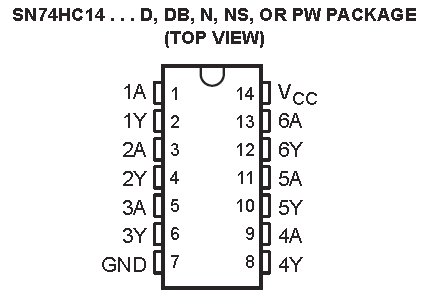 SN74HC14 . . . D, DB, N, NS, OR PW PACKAGE
(TOP VIEW)
1A 1 14 VCC
1Y 2 13 6A
2A 3 12 6Y
2Y 4 11 5A
3A 5 10 5Y
3Y 6 9 4A
GND 7 8 4Y